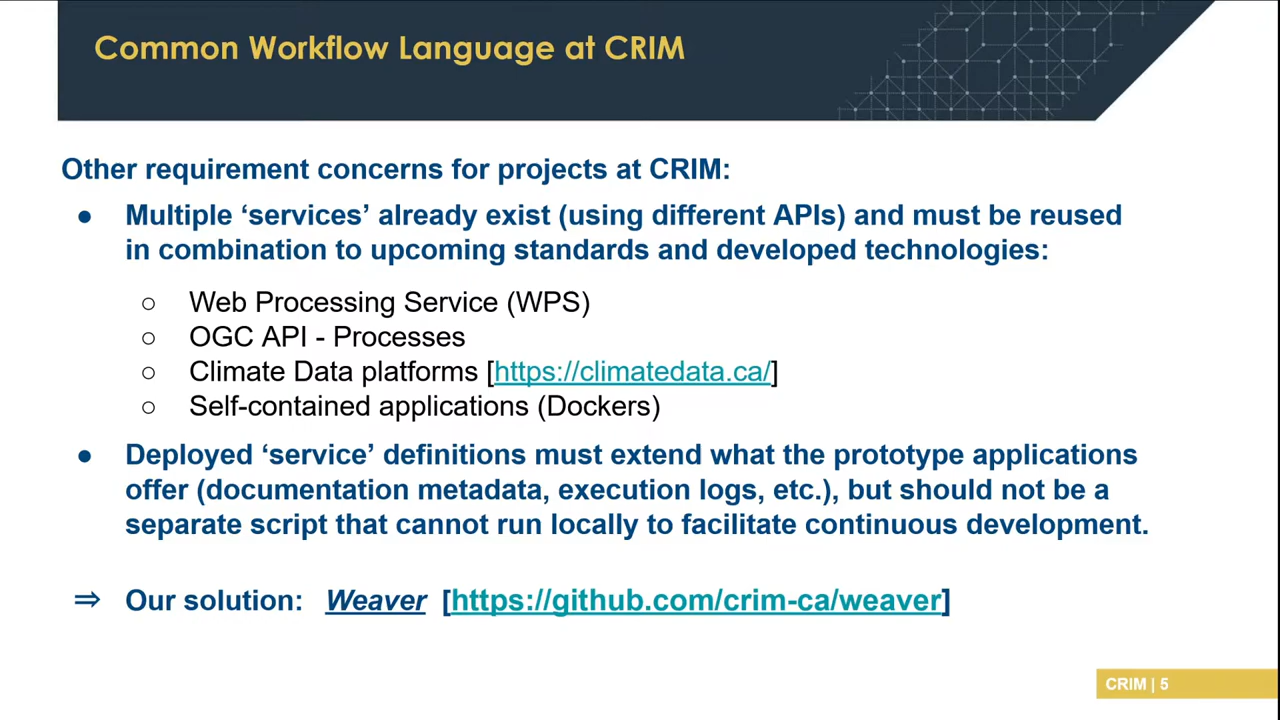 Common Workflow Language at CRIM
Other requirement concerns for projects at CRIM:
● Multiple ‘services’ already exist (using different APIs) and must be reused
in combination to upcoming standards and developed technologies:
○ Web Processing Service (WPS)
○ OGC API - Processes
○ Climate Data platforms [https://climatedata.ca/]
○ Self-contained applications (Dockers)
● Deployed ‘service’ definitions must extend what the prototype applications
offer (documentation metadata, execution logs, etc.), but should not be a
separate script that cannot run locally to facilitate continuous development.
⇒ Our solution: Weaver [https://github.com/crim-ca/weaver]
CRIM | 5